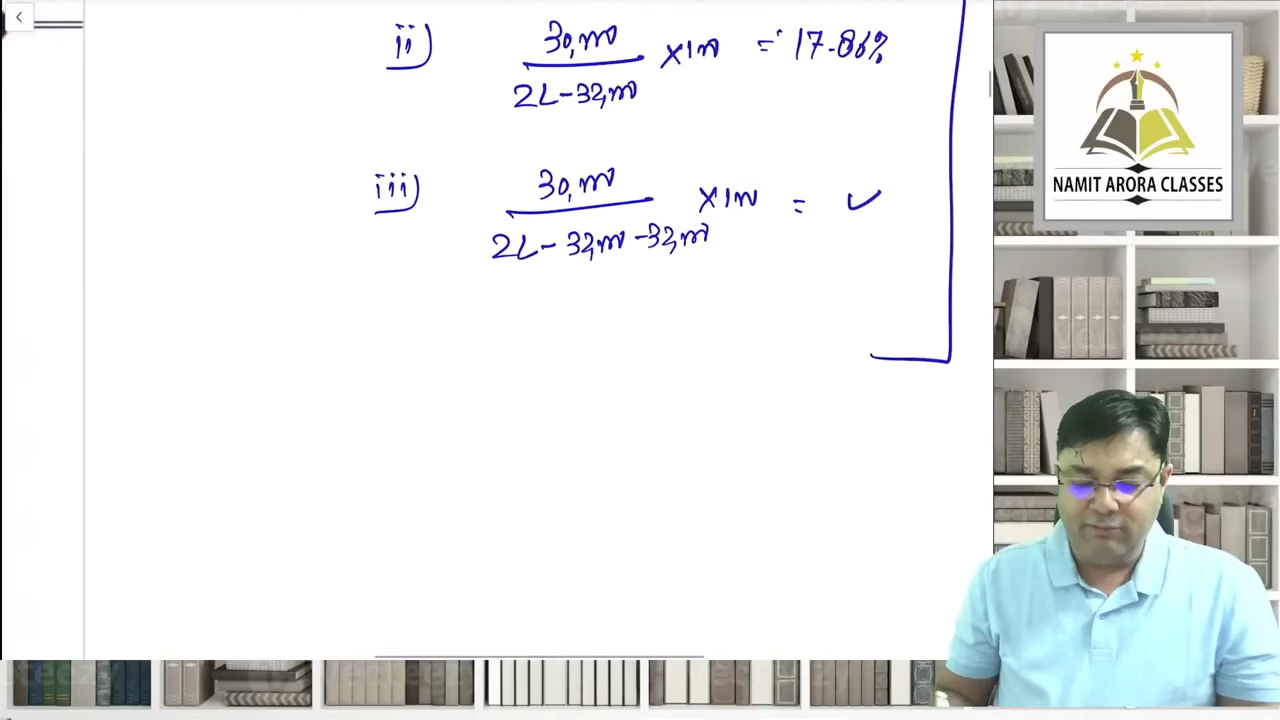 ii) 30,000 / 2L - 32,000 × 100 = 17.86%
iii) 30,000 / 2L - 32,000 - 32,000 × 100 = ✓
NAMIT ARORA CLASSES